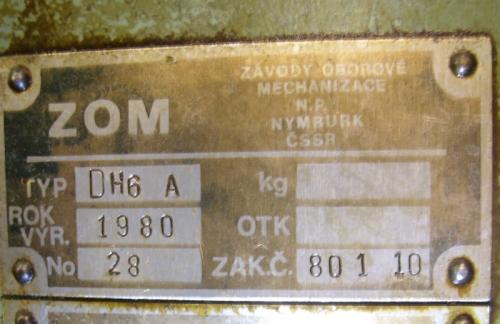 ZOM
ZÁVODY OBOROVÉ
MECHANIZACE
N.P.
NYMBURK
ČSSR
TYP DH6 A kg
ROK VÝR. 1980 OTK
No 28 ZAK.Č. 801 10